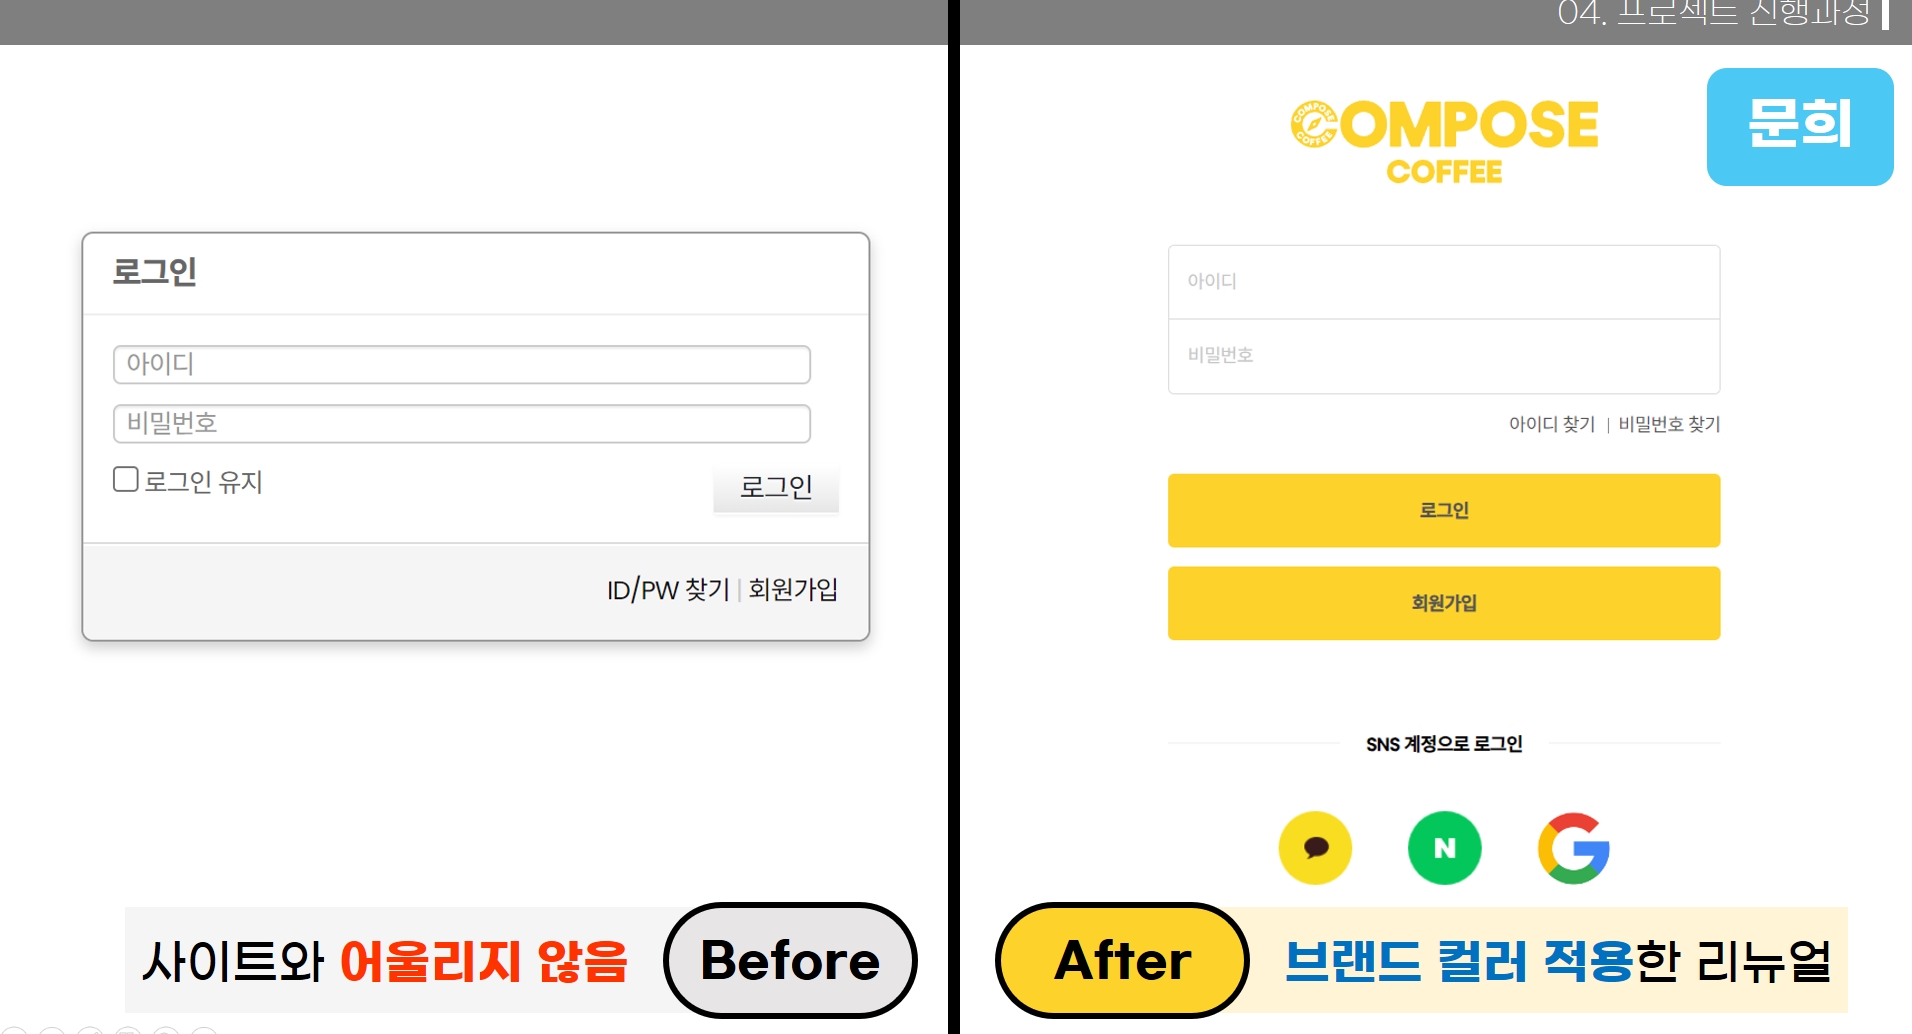 04. 프로젝트 진행과정
로그인
아이디
비밀번호
로그인 유지
로그인
ID/PW 찾기 | 회원가입
사이트와 어울리지 않음
Before
문희
COMPOSE COFFEE
COMPOSE
COFFEE
아이디
비밀번호
아이디 찾기 | 비밀번호 찾기
로그인
회원가입
SNS 계정으로 로그인
N
G
After
브랜드 컬러 적용한 리뉴얼